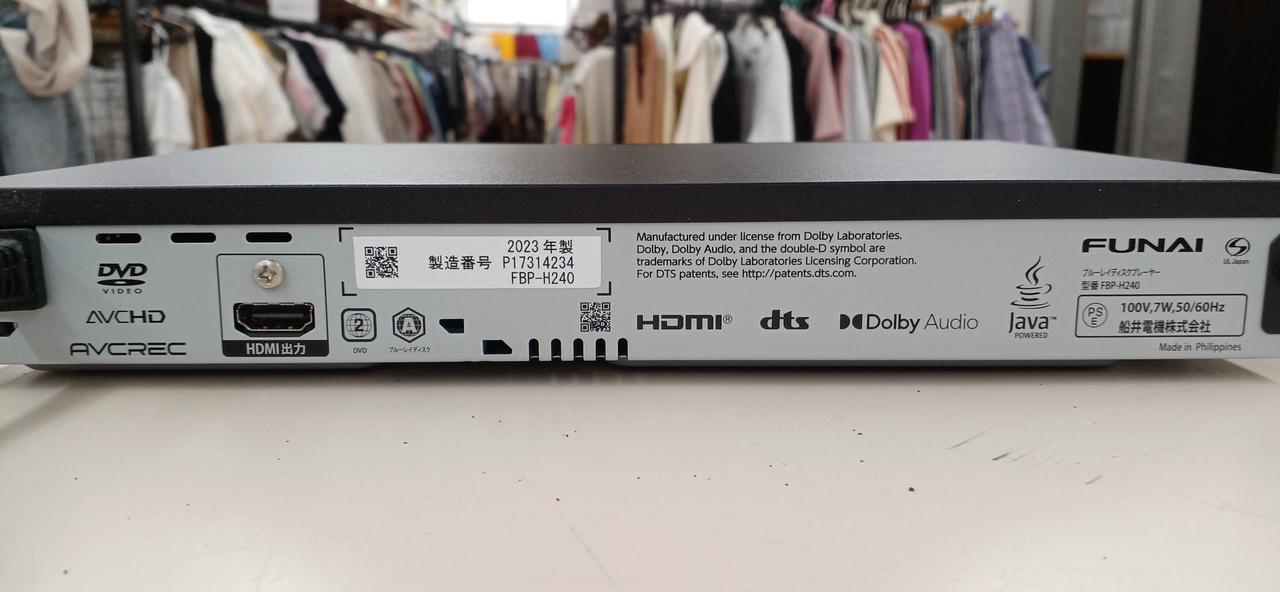 DVD
VIDEO
AVCHD
AVCREC
HDMI出力
2023 年製
製造番号 P17314234
FBP-H240
2
DVD
A
ブルーレイディスク
Manufactured under license from Dolby Laboratories.
Dolby, Dolby Audio, and the double-D symbol are
trademarks of Dolby Laboratories Licensing Corporation.
For DTS patents, see http://patents.dts.com.
HDMI®
dts
Dolby Audio
Java™
POWERED
FUNAI
UL Japan
ブルーレイディスクプレーヤー
型番 FBP-H240
PS
E
100V,7W,50/60Hz
船井電機株式会社
Made in Philippines